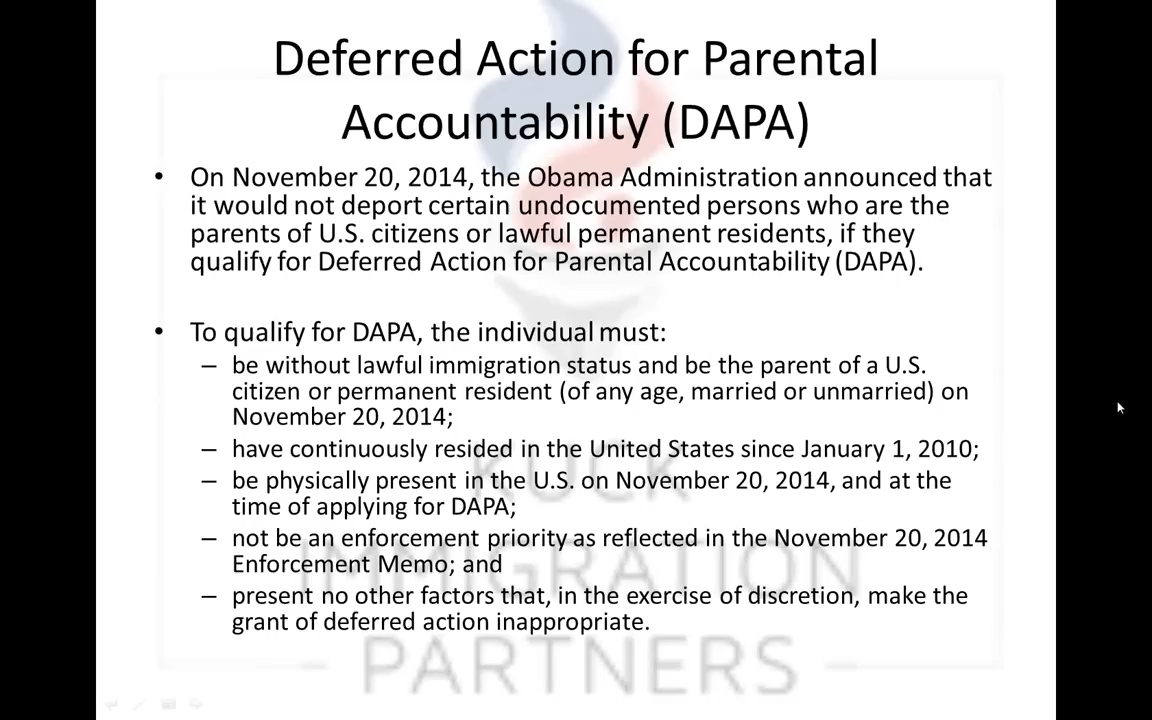 Deferred Action for Parental
Accountability (DAPA)
• On November 20, 2014, the Obama Administration announced that
it would not deport certain undocumented persons who are the
parents of U.S. citizens or lawful permanent residents, if they
qualify for Deferred Action for Parental Accountability (DAPA).
• To qualify for DAPA, the individual must:
– be without lawful immigration status and be the parent of a U.S.
citizen or permanent resident (of any age, married or unmarried) on
November 20, 2014;
– have continuously resided in the United States since January 1, 2010;
– be physically present in the U.S. on November 20, 2014, and at the
time of applying for DAPA;
– not be an enforcement priority as reflected in the November 20, 2014
Enforcement Memo; and
– present no other factors that, in the exercise of discretion, make the
grant of deferred action inappropriate.
KUCK
IMMIGRATION
PARTNERS